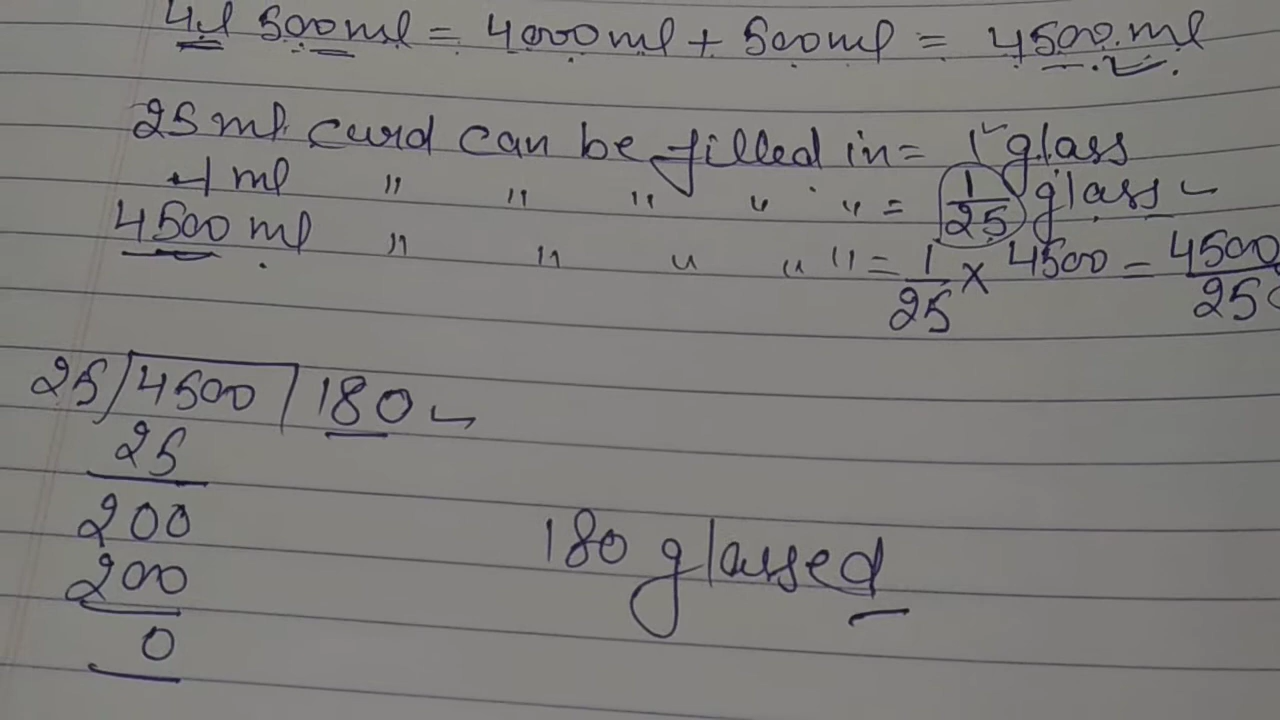 4l 500ml = 4000ml + 500ml = 4500 ml
25 ml curd can be filled in = 1 glass
1 ml " " " " " = 1/25 glass
4500 ml " " " " " = 1/25 × 4500 = 4500/25
25)4500(180
25
200
200
0
180 glassed